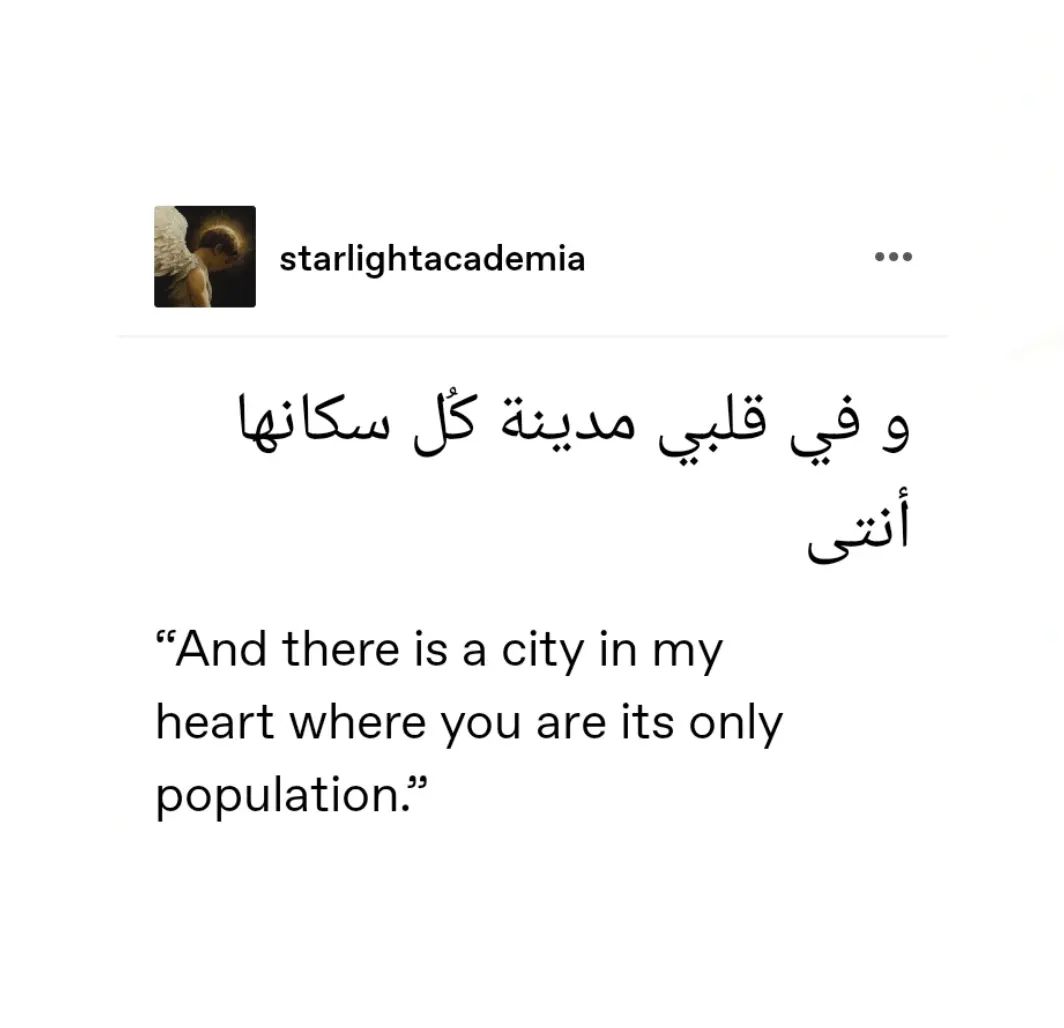 starlightacademia
و في قلبي مدينة كُل سكانها
أنتى
“And there is a city in my
heart where you are its only
population.”